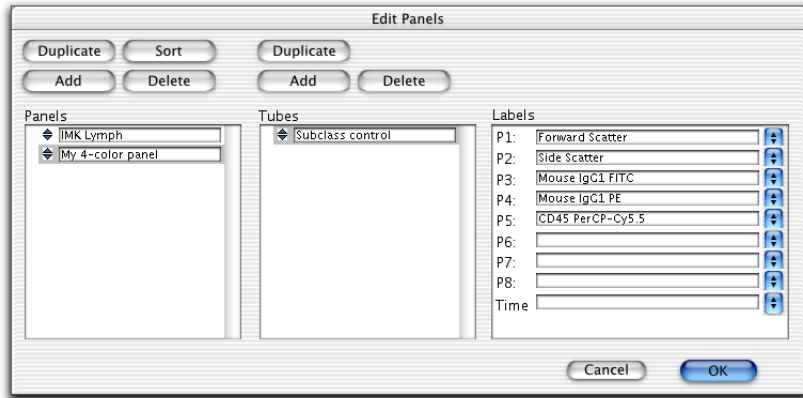 Edit Panels
Duplicate Sort Duplicate
Add Delete Add Delete
Panels Tubes Labels
IMK Lymph
My 4-color panel
Subclass control
P1: Forward Scatter
P2: Side Scatter
P3: Mouse IgG1 FITC
P4: Mouse IgG1 PE
P5: CD45 PerCP-Cy5.5
P6:
P7:
P8:
Time
Cancel OK